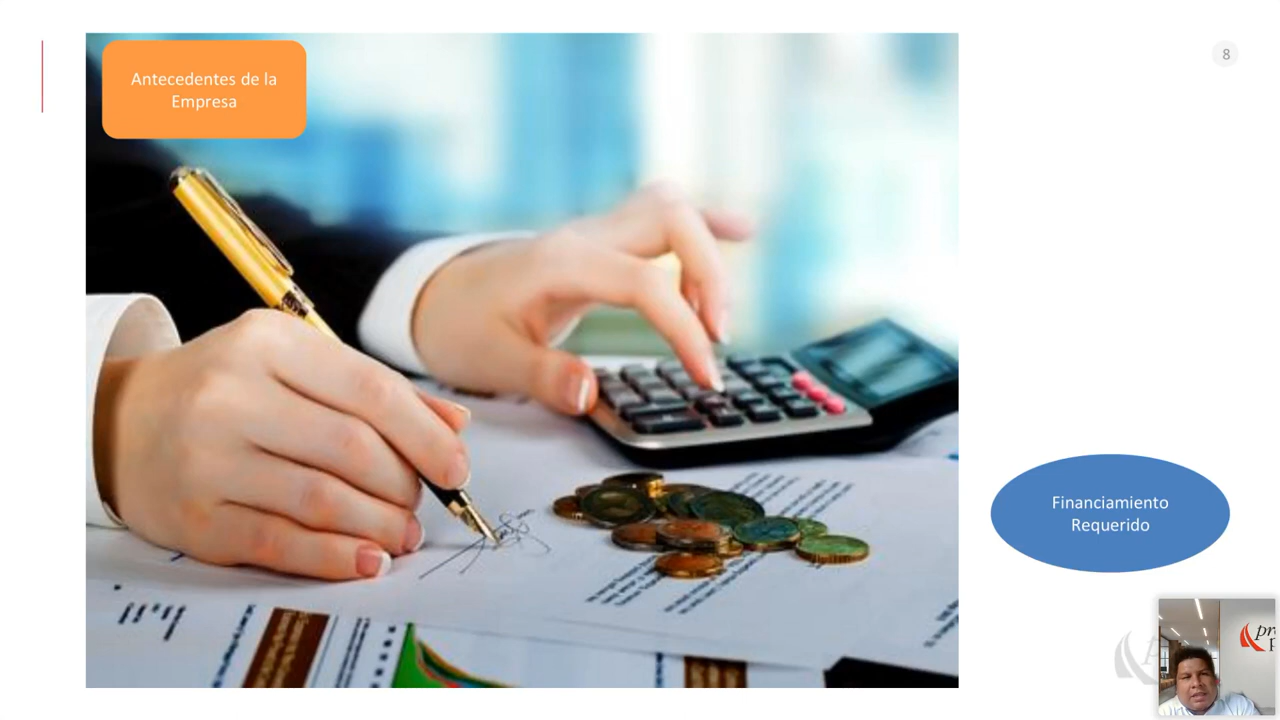 Antecedentes de la
Empresa
8
Financiamiento
Requerido